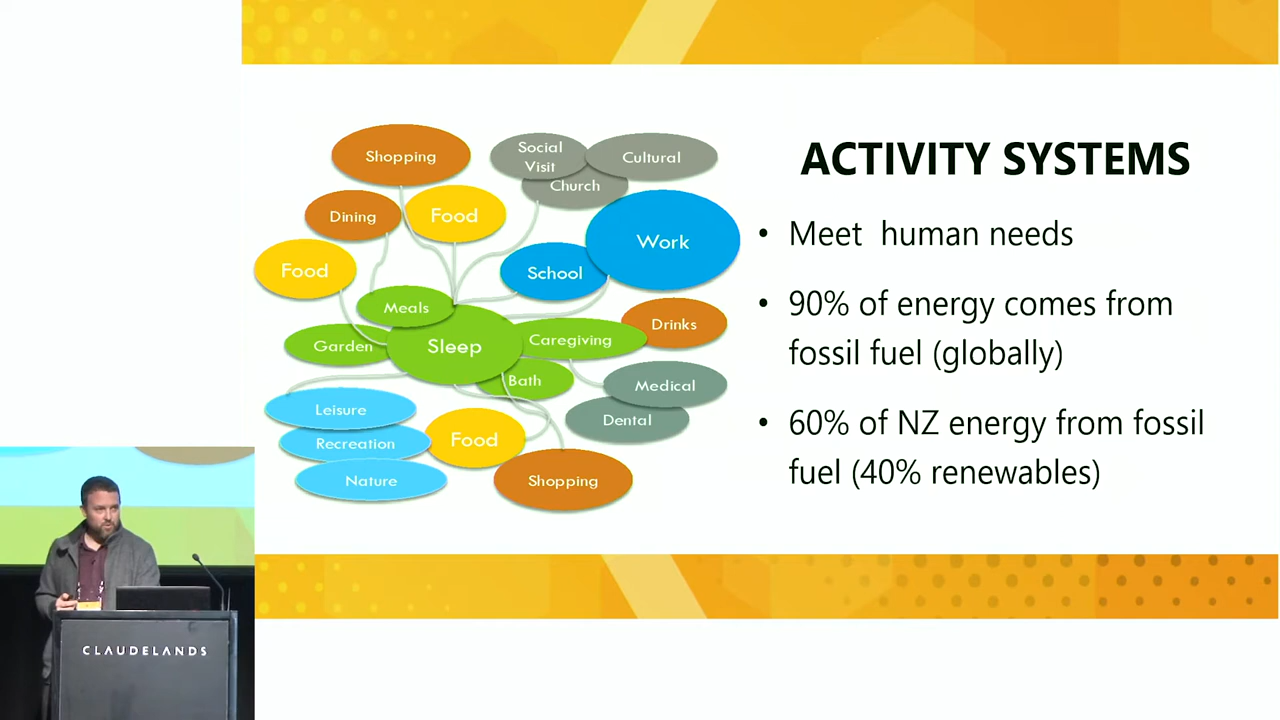 ACTIVITY SYSTEMS
• Meet human needs
• 90% of energy comes from
fossil fuel (globally)
• 60% of NZ energy from fossil
fuel (40% renewables)
Shopping
Social
Visit
Cultural
Church
Dining
Food
Work
Food
School
Meals
Drinks
Garden
Sleep
Caregiving
Bath
Medical
Leisure
Dental
Recreation
Food
Nature
Shopping
CLAUDELANDS